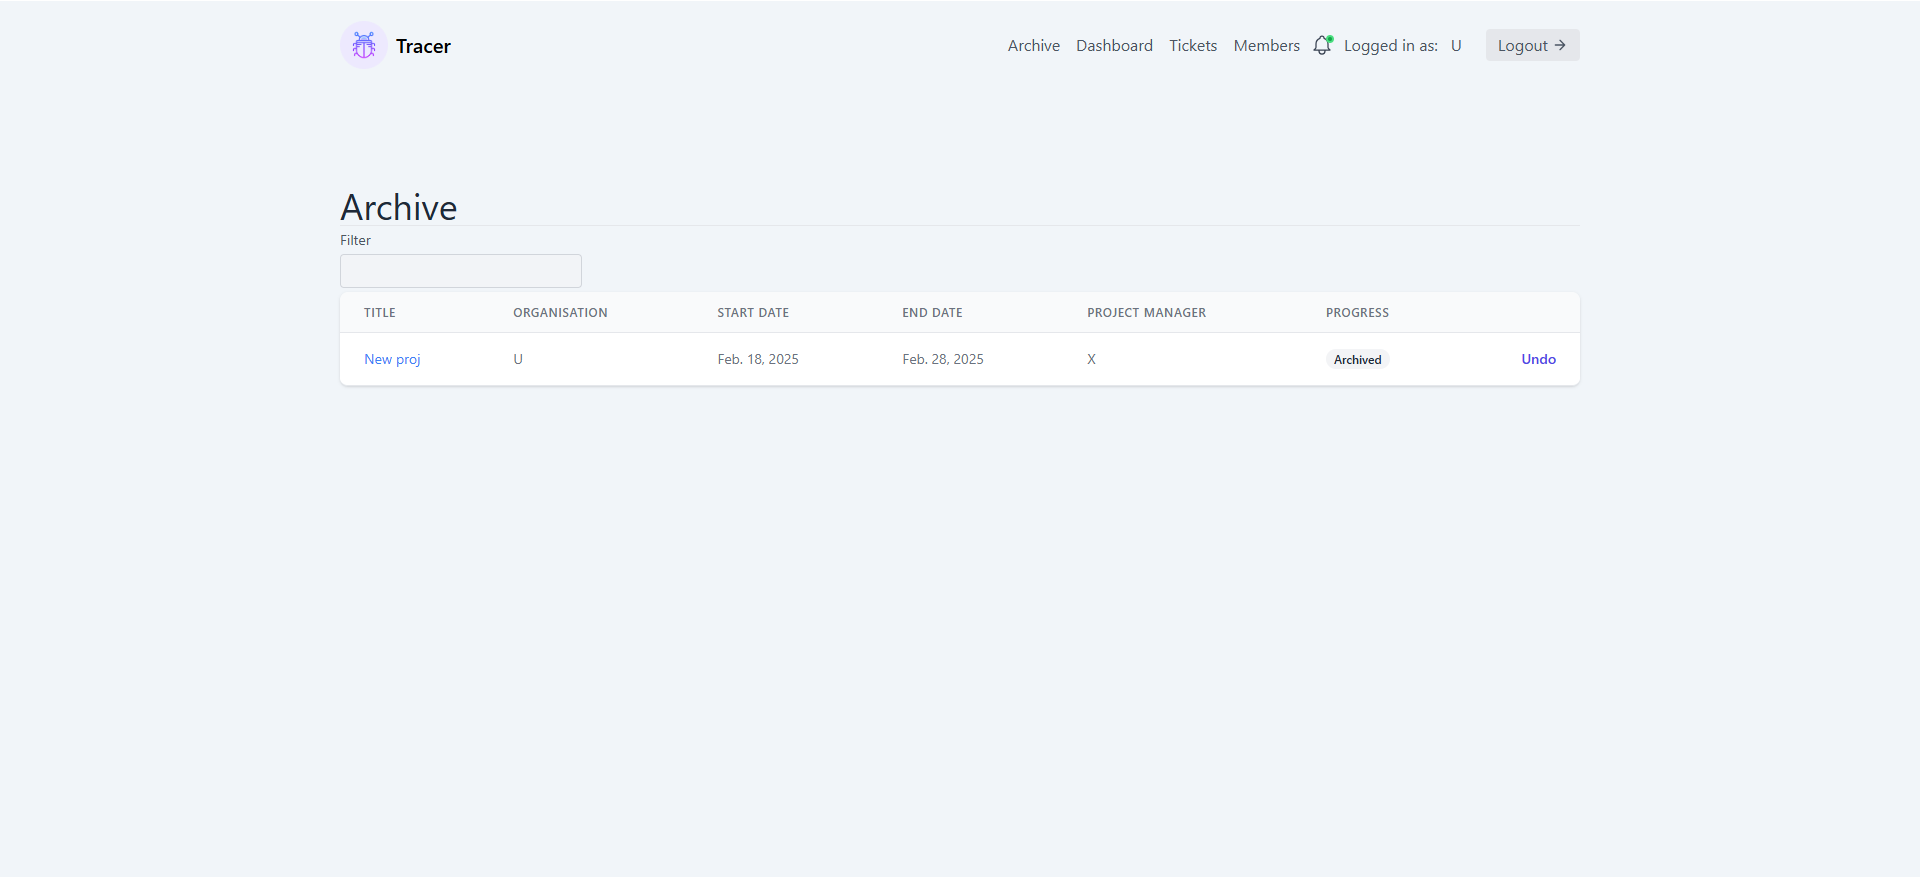 Tracer
Archive Dashboard Tickets Members Logged in as: U Logout
Archive
Filter
TITLE ORGANISATION START DATE END DATE PROJECT MANAGER PROGRESS
New proj U Feb. 18, 2025 Feb. 28, 2025 X Archived Undo